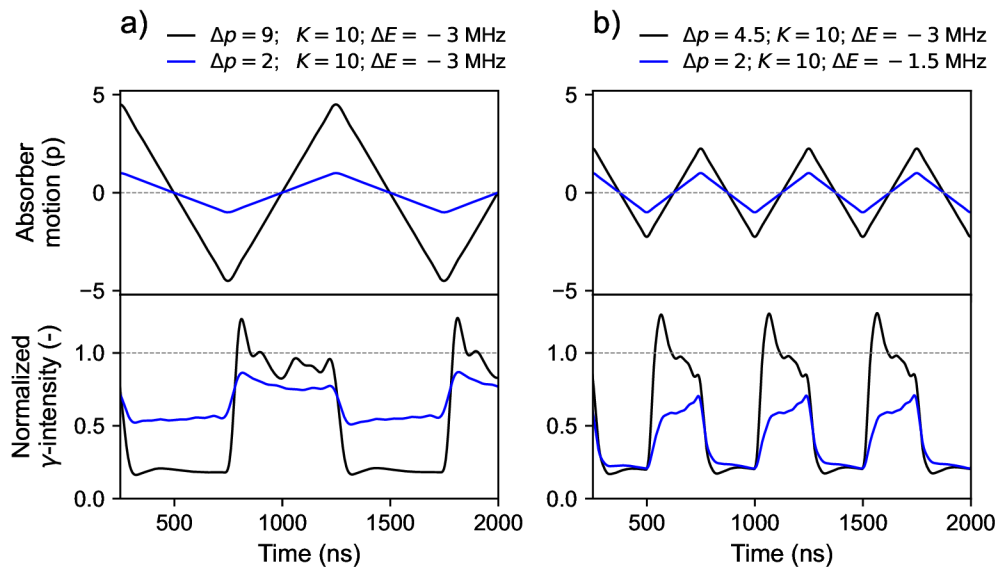 a)
Δp = 9; K = 10; ΔE = − 3 MHz
Δp = 2; K = 10; ΔE = − 3 MHz
b)
Δp = 4.5; K = 10; ΔE = − 3 MHz
Δp = 2; K = 10; ΔE = − 1.5 MHz
Absorber
motion (p)
5
0
−5
5
0
−5
Normalized
γ-intensity (-)
1.0
0.5
0.0
1.0
0.5
0.0
500 1000 1500 2000
Time (ns)
500 1000 1500 2000
Time (ns)